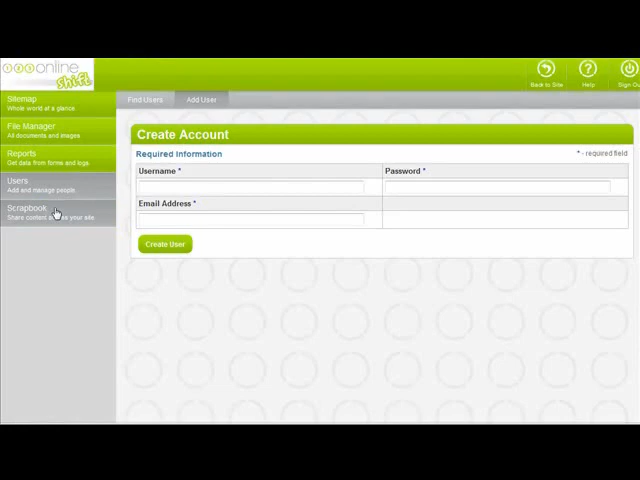 123online
shift
Back to Site
Help
Sign Ou
Sitemap
Whole world at a glance.
File Manager
All documents and images
Reports
Get data from forms and logs.
Users
Add and manage people.
Scrapbook
Share content your site
Find Users
Add User
Create Account
Required Information
* - required field
Username *
Password *
Email Address *
Create User